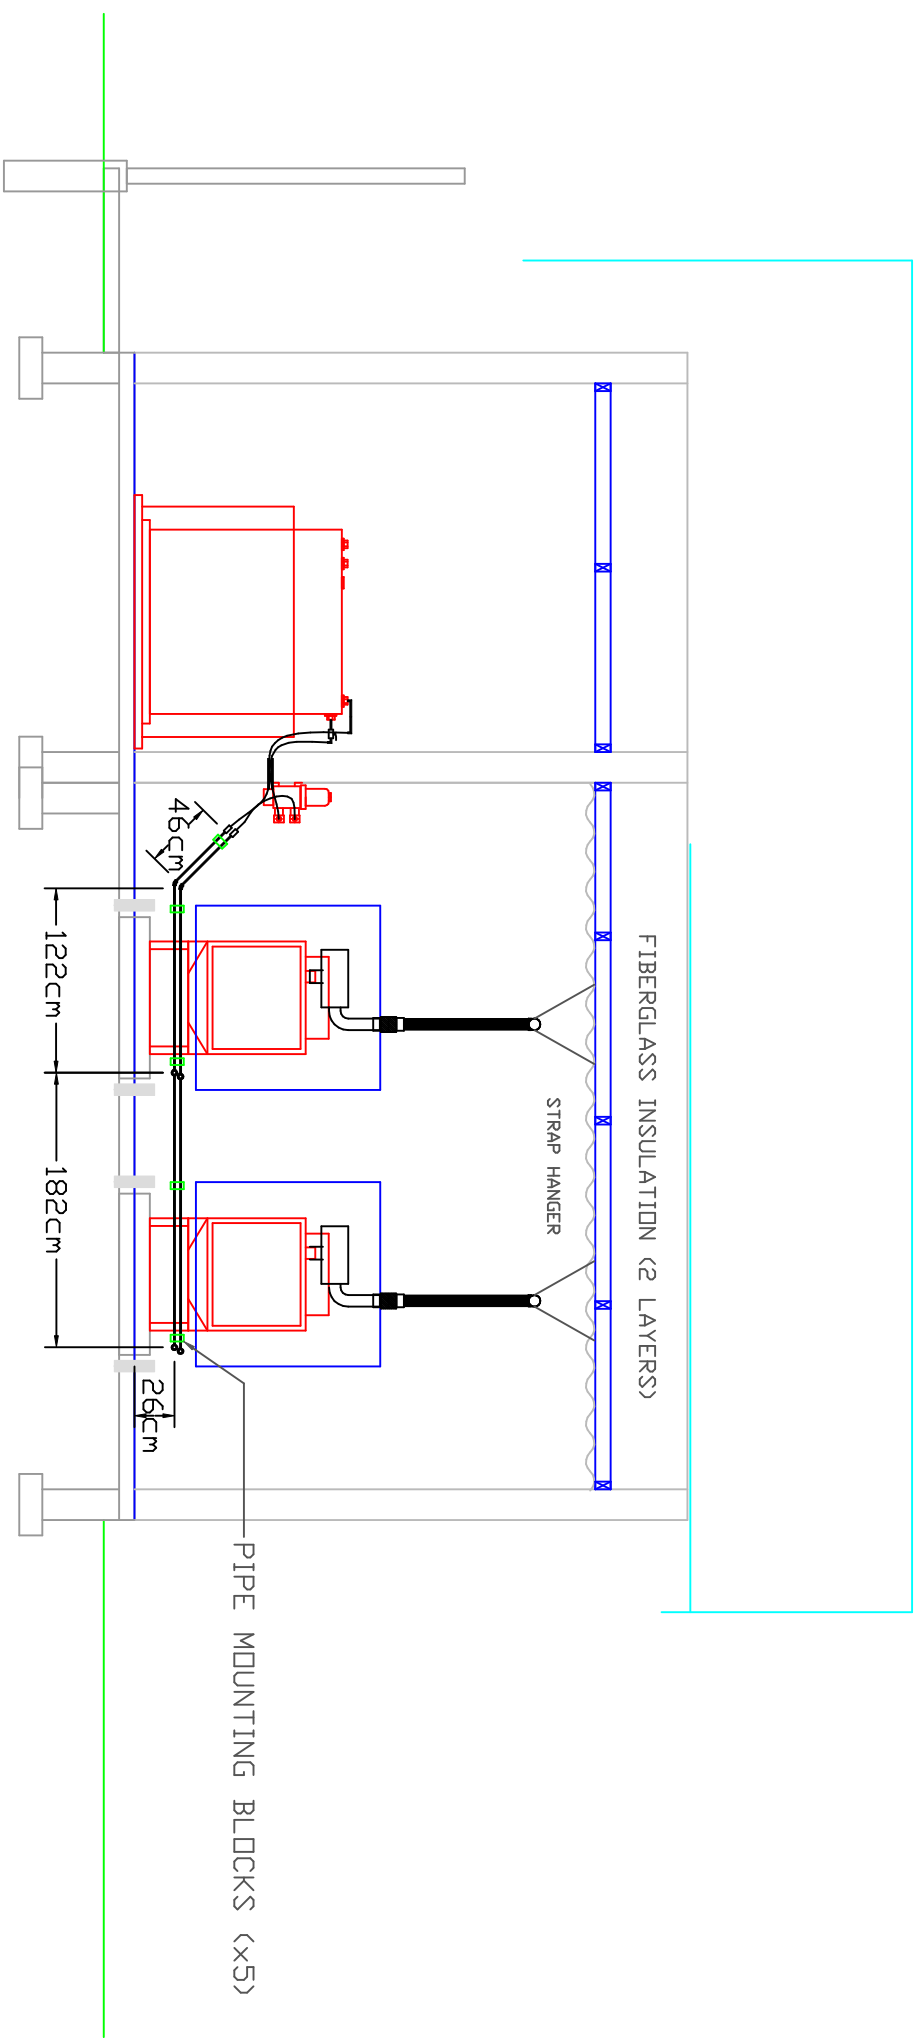 FIBERGLASS INSULATION (2 LAYERS)
STRAP HANGER
46cm
122cm
182cm
26cm
PIPE MOUNTING BLOCKS (x5)